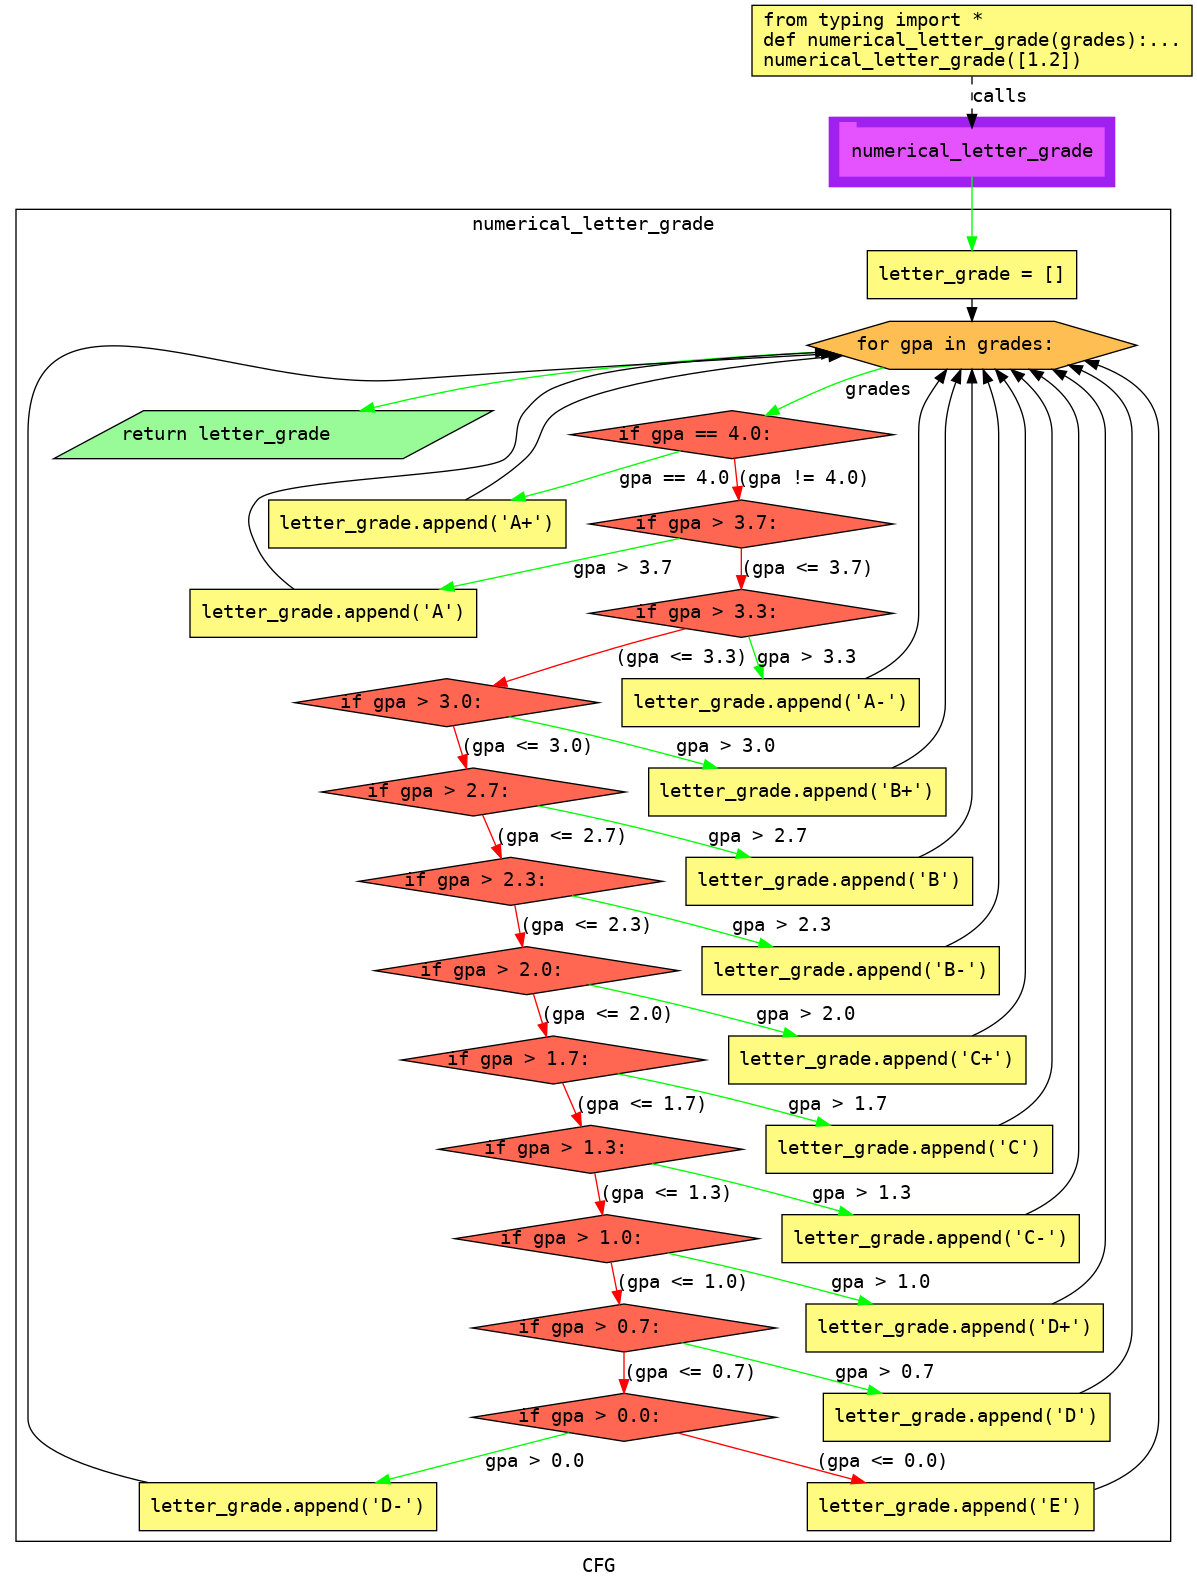 from typing import *
def numerical_letter_grade(grades):...
numerical_letter_grade([1.2])
calls
numerical_letter_grade
numerical_letter_grade
letter_grade = []
for gpa in grades:
grades
return letter_grade
if gpa == 4.0:
gpa == 4.0
(gpa != 4.0)
letter_grade.append('A+')
if gpa > 3.7:
gpa > 3.7
(gpa <= 3.7)
letter_grade.append('A')
if gpa > 3.3:
(gpa <= 3.3)
gpa > 3.3
if gpa > 3.0:
letter_grade.append('A-')
(gpa <= 3.0)
gpa > 3.0
if gpa > 2.7:
letter_grade.append('B+')
(gpa <= 2.7)
gpa > 2.7
if gpa > 2.3:
letter_grade.append('B')
(gpa <= 2.3)
gpa > 2.3
if gpa > 2.0:
letter_grade.append('B-')
(gpa <= 2.0)
gpa > 2.0
if gpa > 1.7:
letter_grade.append('C+')
(gpa <= 1.7)
gpa > 1.7
if gpa > 1.3:
letter_grade.append('C')
(gpa <= 1.3)
gpa > 1.3
if gpa > 1.0:
letter_grade.append('C-')
(gpa <= 1.0)
gpa > 1.0
if gpa > 0.7:
letter_grade.append('D+')
(gpa <= 0.7)
gpa > 0.7
if gpa > 0.0:
letter_grade.append('D')
gpa > 0.0
(gpa <= 0.0)
letter_grade.append('D-')
letter_grade.append('E')
CFG